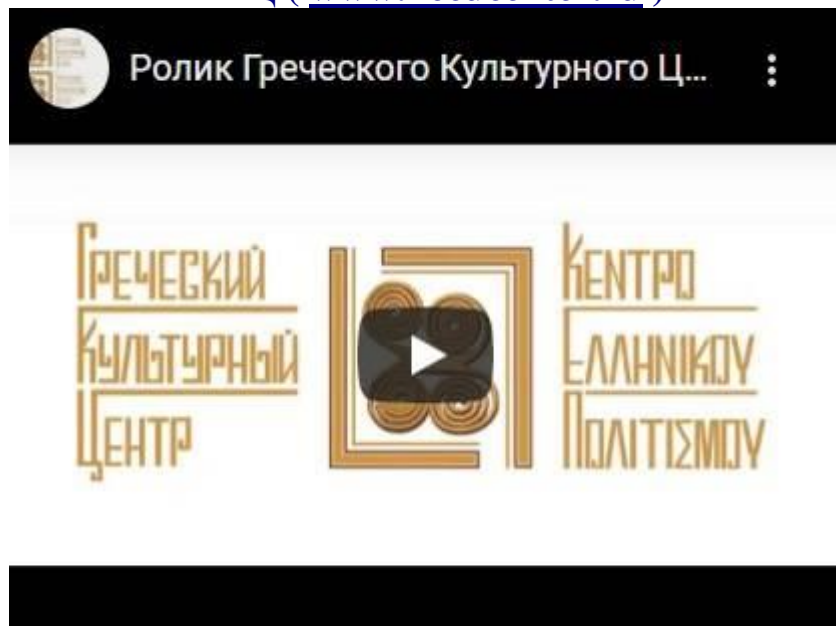 Ролик Греческого Культурного Ц...
Греческий
Культурный
Центр
Κεντρο
Ελληνικου
Πολιτισμου